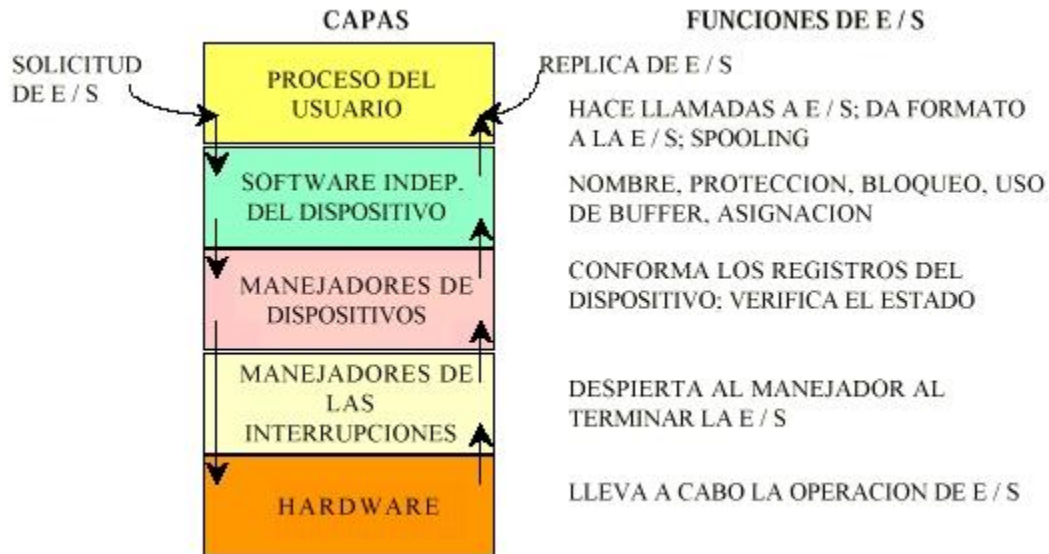 CAPAS
FUNCIONES DE E / S
SOLICITUD
DE E / S
PROCESO DEL
USUARIO
REPLICA DE E / S
HACE LLAMADAS A E / S; DA FORMATO
A LA E / S; SPOOLING
SOFTWARE INDEP.
DEL DISPOSITIVO
NOMBRE, PROTECCION, BLOQUEO, USO
DE BUFFER, ASIGNACION
MANEJADORES DE
DISPOSITIVOS
CONFORMA LOS REGISTROS DEL
DISPOSITIVO; VERIFICA EL ESTADO
MANEJADORES DE
LAS
INTERRUPCIONES
DESPIERTA AL MANEJADOR AL
TERMINAR LA E / S
HARDWARE
LLEVA A CABO LA OPERACION DE E / S